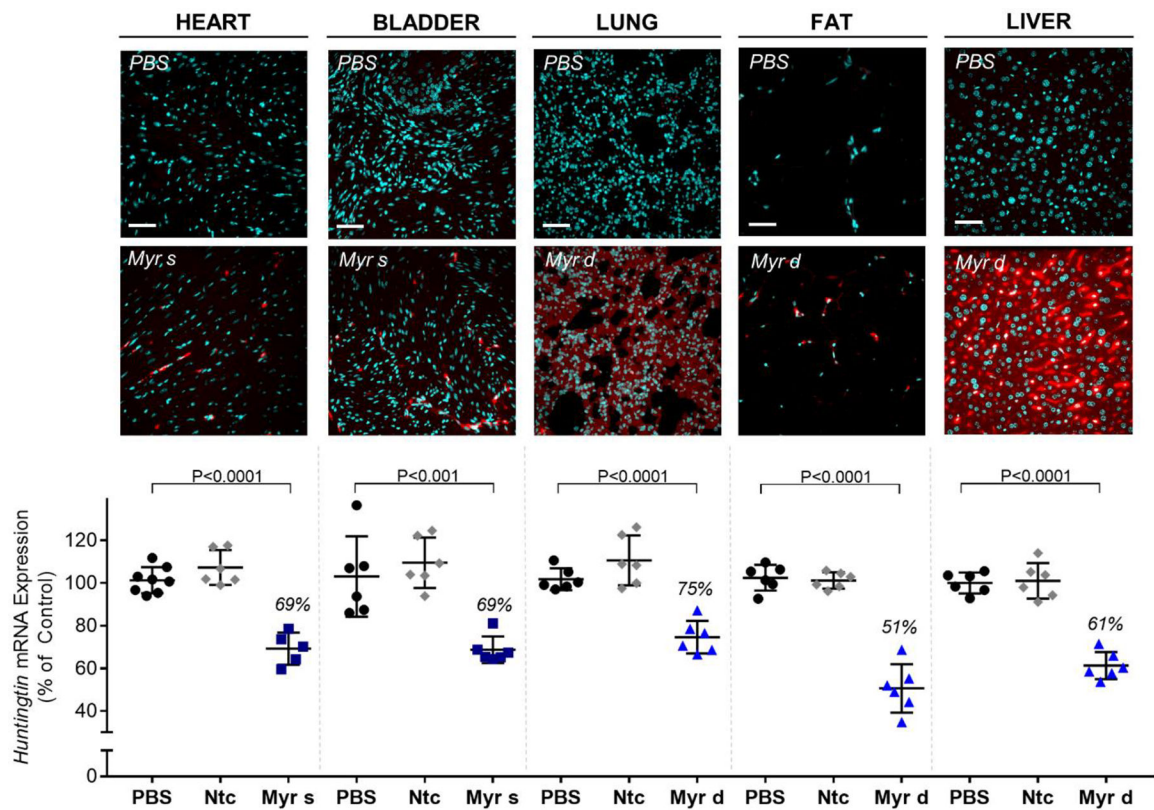 HEART BLADDER LUNG FAT LIVER
PBS PBS PBS PBS PBS
Myr s Myr s Myr d Myr d Myr d
P<0.0001 P<0.001 P<0.0001 P<0.0001 P<0.0001
Huntingtin mRNA Expression
(% of Control)
120
100
80
60
40
0
69% 69% 75% 51% 61%
PBS Ntc Myr s PBS Ntc Myr s PBS Ntc Myr d PBS Ntc Myr d PBS Ntc Myr d